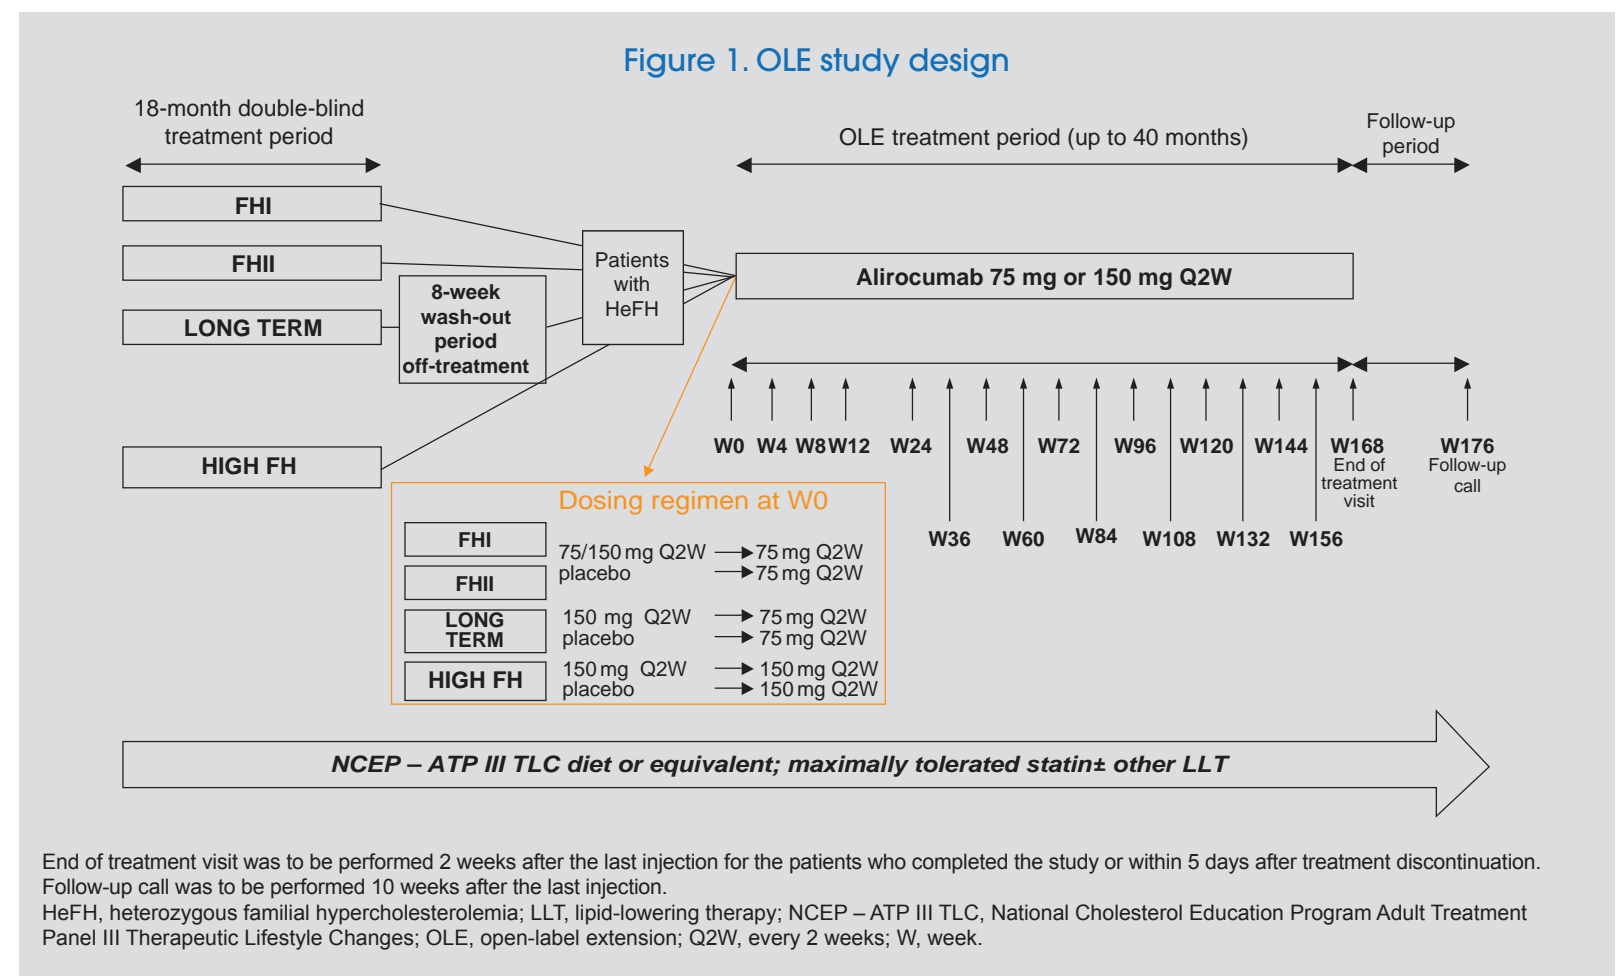 Figure 1. OLE study design
18-month double-blind
treatment period
OLE treatment period (up to 40 months)
Follow-up
period
FHI
FHII
LONG TERM
HIGH FH
8-week
wash-out
period
off-treatment
Patients
with
HeFH
Alirocumab 75 mg or 150 mg Q2W
W0 W4 W8 W12 W24 W48 W72 W96 W120 W144 W168 W176
End of
treatment
visit
Follow-up
call
W36 W60 W84 W108 W132 W156
Dosing regimen at W0
FHI
FHII
75/150 mg Q2W 75 mg Q2W
placebo 75 mg Q2W
LONG
TERM
150 mg Q2W 75 mg Q2W
placebo 75 mg Q2W
HIGH FH
150 mg Q2W 150 mg Q2W
placebo 150 mg Q2W
NCEP – ATP III TLC diet or equivalent; maximally tolerated statin± other LLT
End of treatment visit was to be performed 2 weeks after the last injection for the patients who completed the study or within 5 days after treatment discontinuation.
Follow-up call was to be performed 10 weeks after the last injection.
HeFH, heterozygous familial hypercholesterolemia; LLT, lipid-lowering therapy; NCEP – ATP III TLC, National Cholesterol Education Program Adult Treatment
Panel III Therapeutic Lifestyle Changes; OLE, open-label extension; Q2W, every 2 weeks; W, week.